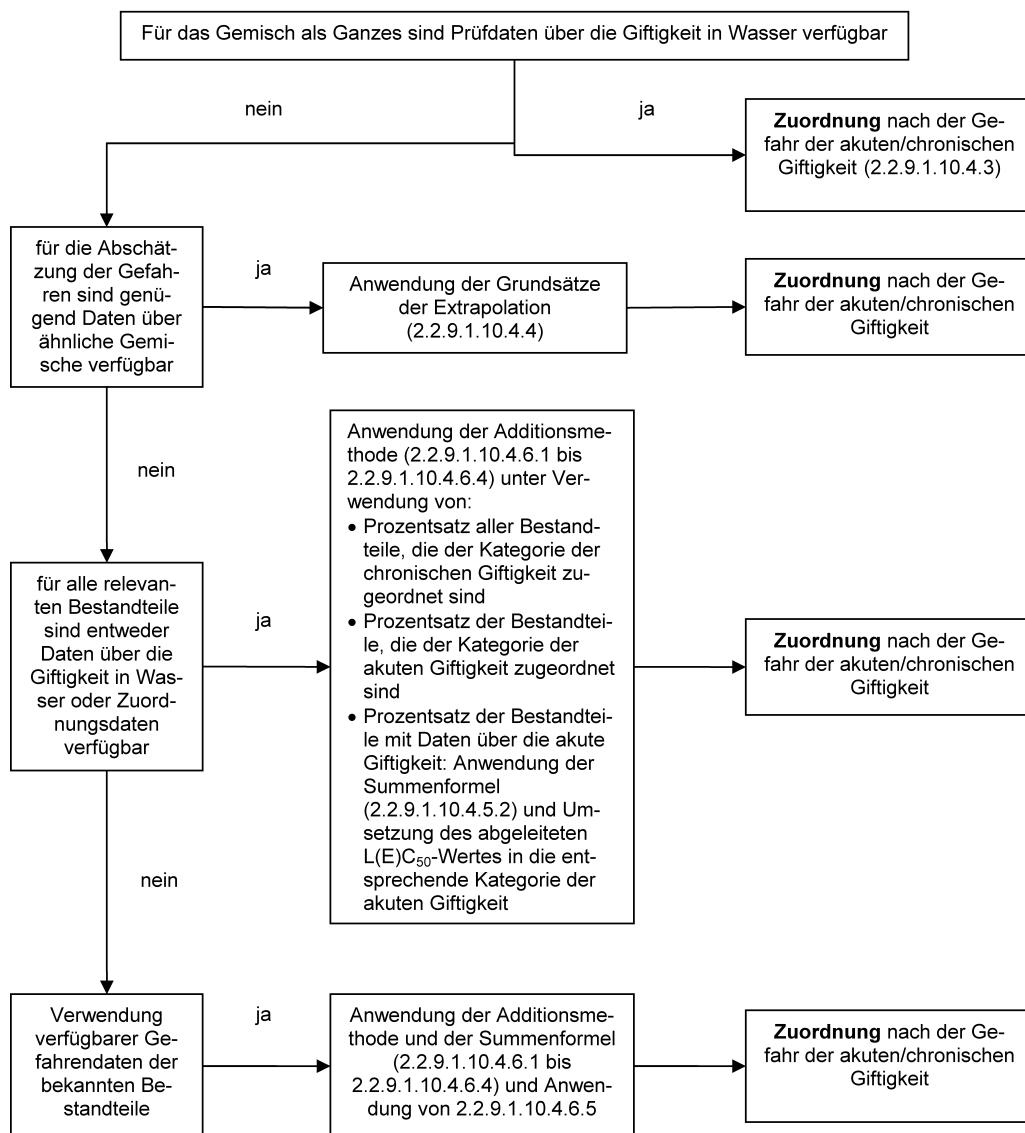 Für das Gemisch als Ganzes sind Prüfdaten über die Giftigkeit in Wasser verfügbar
nein
ja
Zuordnung nach der Ge-
fahr der akuten/chronischen
Giftigkeit (2.2.9.1.10.4.3)
für die Abschät-
zung der Gefah-
ren sind genü-
gend Daten über
ähnliche Gemi-
sche verfügbar
ja
Anwendung der Grundsätze
der Extrapolation
(2.2.9.1.10.4.4)
Zuordnung nach der Ge-
fahr der akuten/chronischen
Giftigkeit
nein
für alle relevan-
ten Bestandteile
sind entweder
Daten über die
Giftigkeit in Was-
ser oder Zuord-
nungsdaten
verfügbar
ja
Anwendung der Additionsme-
thode (2.2.9.1.10.4.6.1 bis
2.2.9.1.10.4.6.4) unter Ver-
wendung von:
• Prozentsatz aller Bestand-
teile, die der Kategorie der
chronischen Giftigkeit zu-
geordnet sind
• Prozentsatz der Bestandtei-
le, die der Kategorie der
akuten Giftigkeit zugeordnet
sind
• Prozentsatz der Bestandtei-
le mit Daten über die akute
Giftigkeit: Anwendung der
Summenformel
(2.2.9.1.10.4.5.2) und Um-
setzung des abgeleiteten
L(E)C₅₀-Wertes in die ent-
sprechende Kategorie der
akuten Giftigkeit
Zuordnung nach der Ge-
fahr der akuten/chronischen
Giftigkeit
nein
Verwendung
verfügbarer Ge-
fahrendaten der
bekannten Be-
standteile
ja
Anwendung der Additionsme-
thode und der Summenformel
(2.2.9.1.10.4.6.1 bis
2.2.9.1.10.4.6.4) und Anwen-
dung von 2.2.9.1.10.4.6.5
Zuordnung nach der Ge-
fahr der akuten/chronischen
Giftigkeit